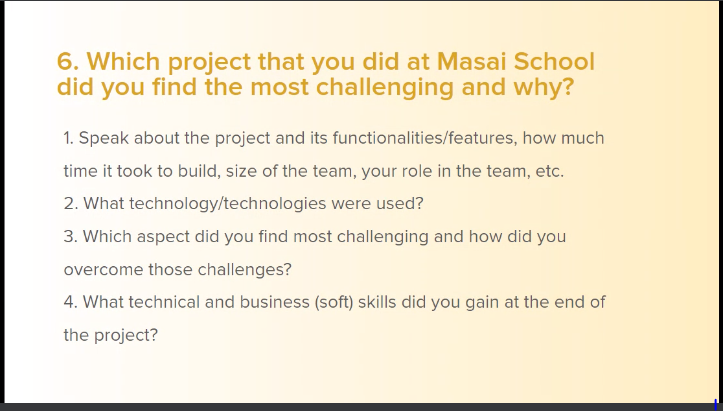 6. Which project that you did at Masai School
did you find the most challenging and why?
1. Speak about the project and its functionalities/features, how much
time it took to build, size of the team, your role in the team, etc.
2. What technology/technologies were used?
3. Which aspect did you find most challenging and how did you
overcome those challenges?
4. What technical and business (soft) skills did you gain at the end of
the project?